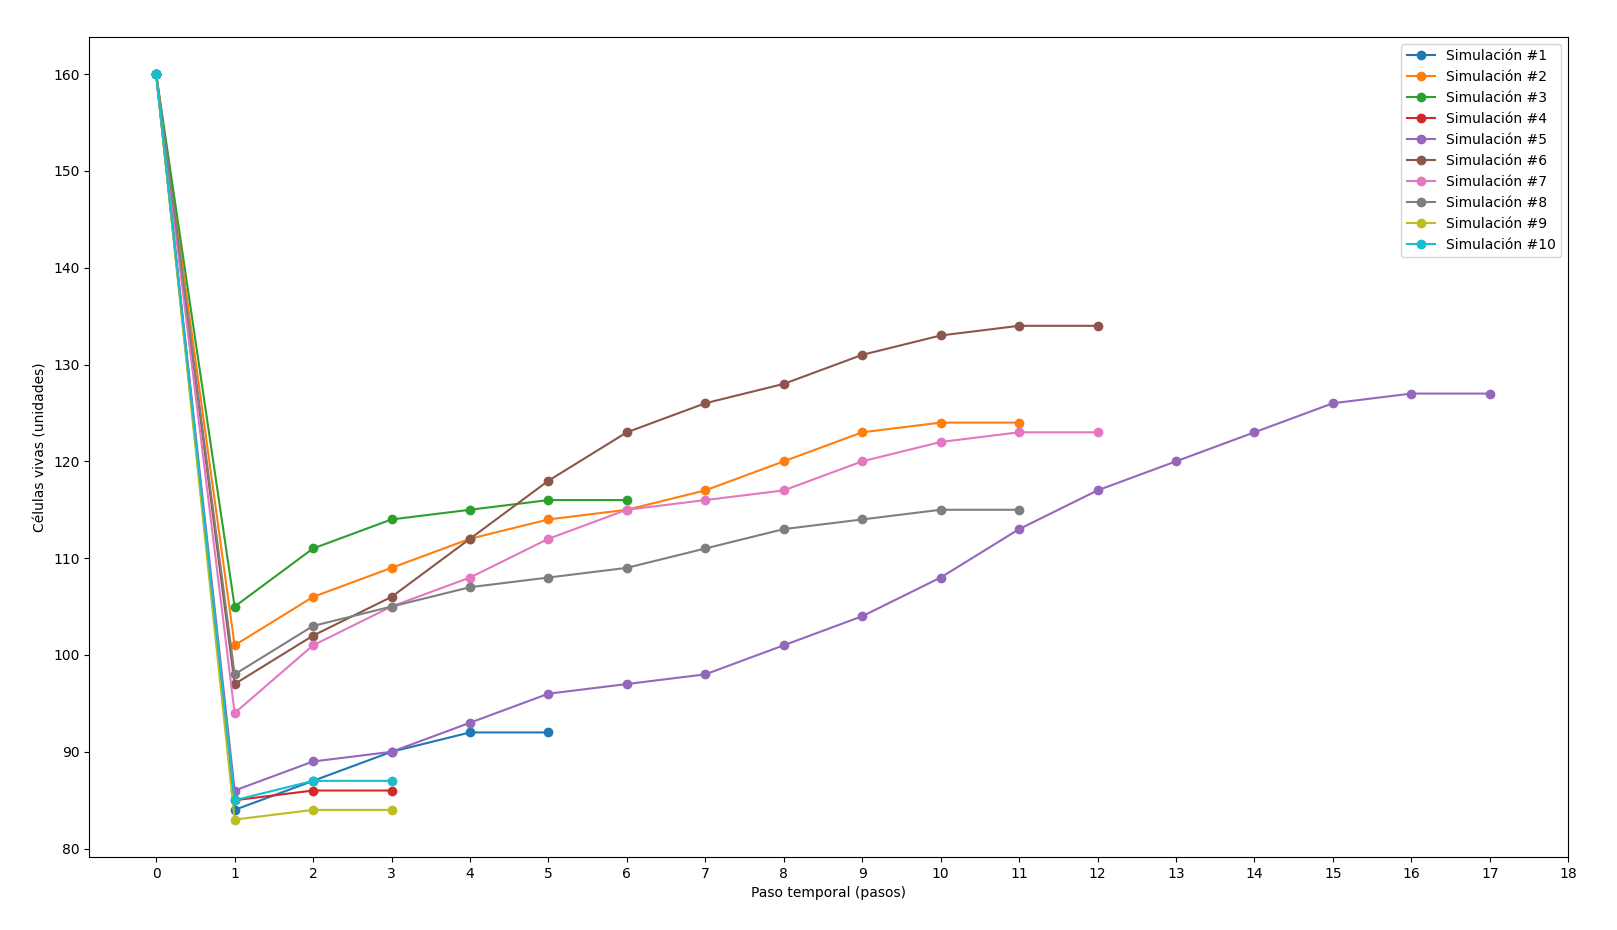 160
150
140
130
120
110
100
90
80
Células vivas (unidades)
0 1 2 3 4 5 6 7 8 9 10 11 12 13 14 15 16 17 18
Paso temporal (pasos)
Simulación #1
Simulación #2
Simulación #3
Simulación #4
Simulación #5
Simulación #6
Simulación #7
Simulación #8
Simulación #9
Simulación #10